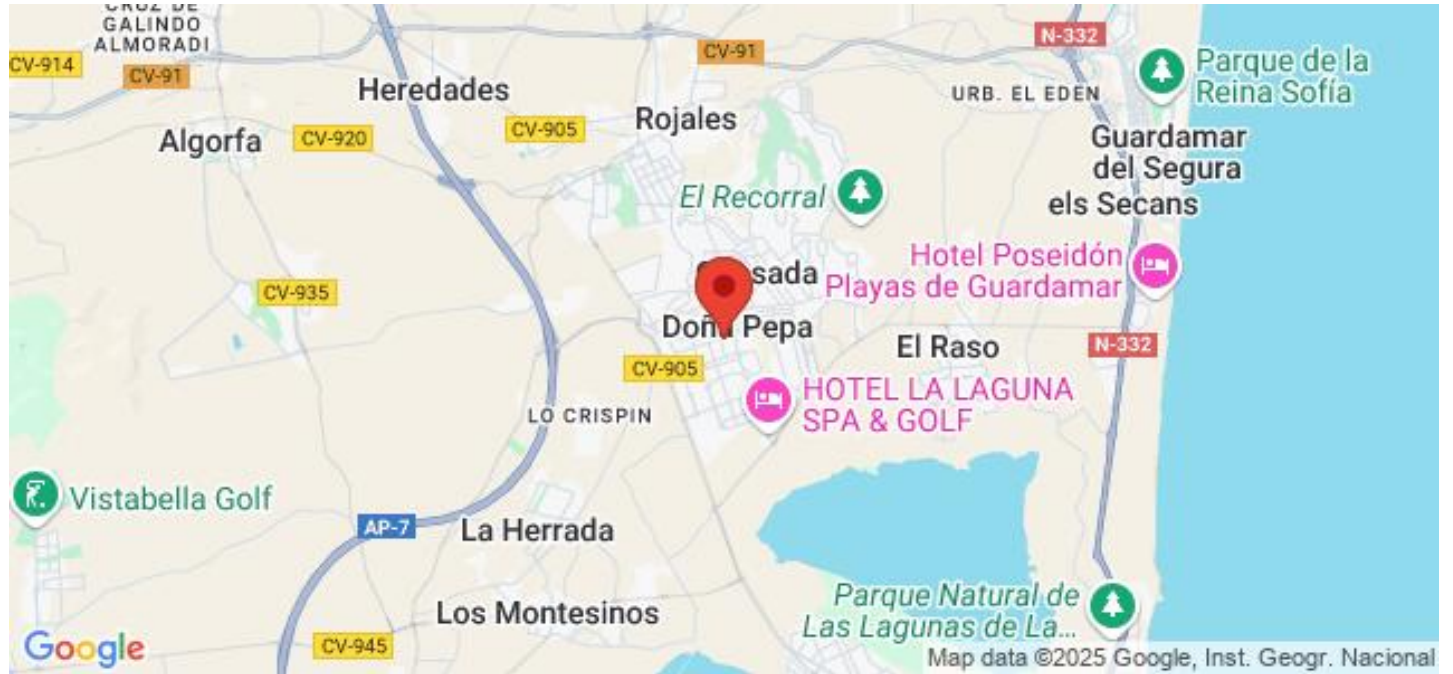 CRUZ DE
GALINDO
ALMORADI
CV-914
CV-91
CV-91
N-332
Parque de la
Reina Sofía
Heredades
URB. EL EDEN
Rojales
CV-905
CV-920
Algorfa
Guardamar
del Segura
El Recorral
els Secans
Hotel Poseidón
Playas de Guardamar
sada
CV-935
Doña Pepa
El Raso
N-332
CV-905
HOTEL LA LAGUNA
SPA & GOLF
LO CRISPIN
Vistabella Golf
AP-7
La Herrada
Los Montesinos
Parque Natural de
Las Lagunas de La...
CV-945
Google
Map data ©2025 Google, Inst. Geogr. Nacional